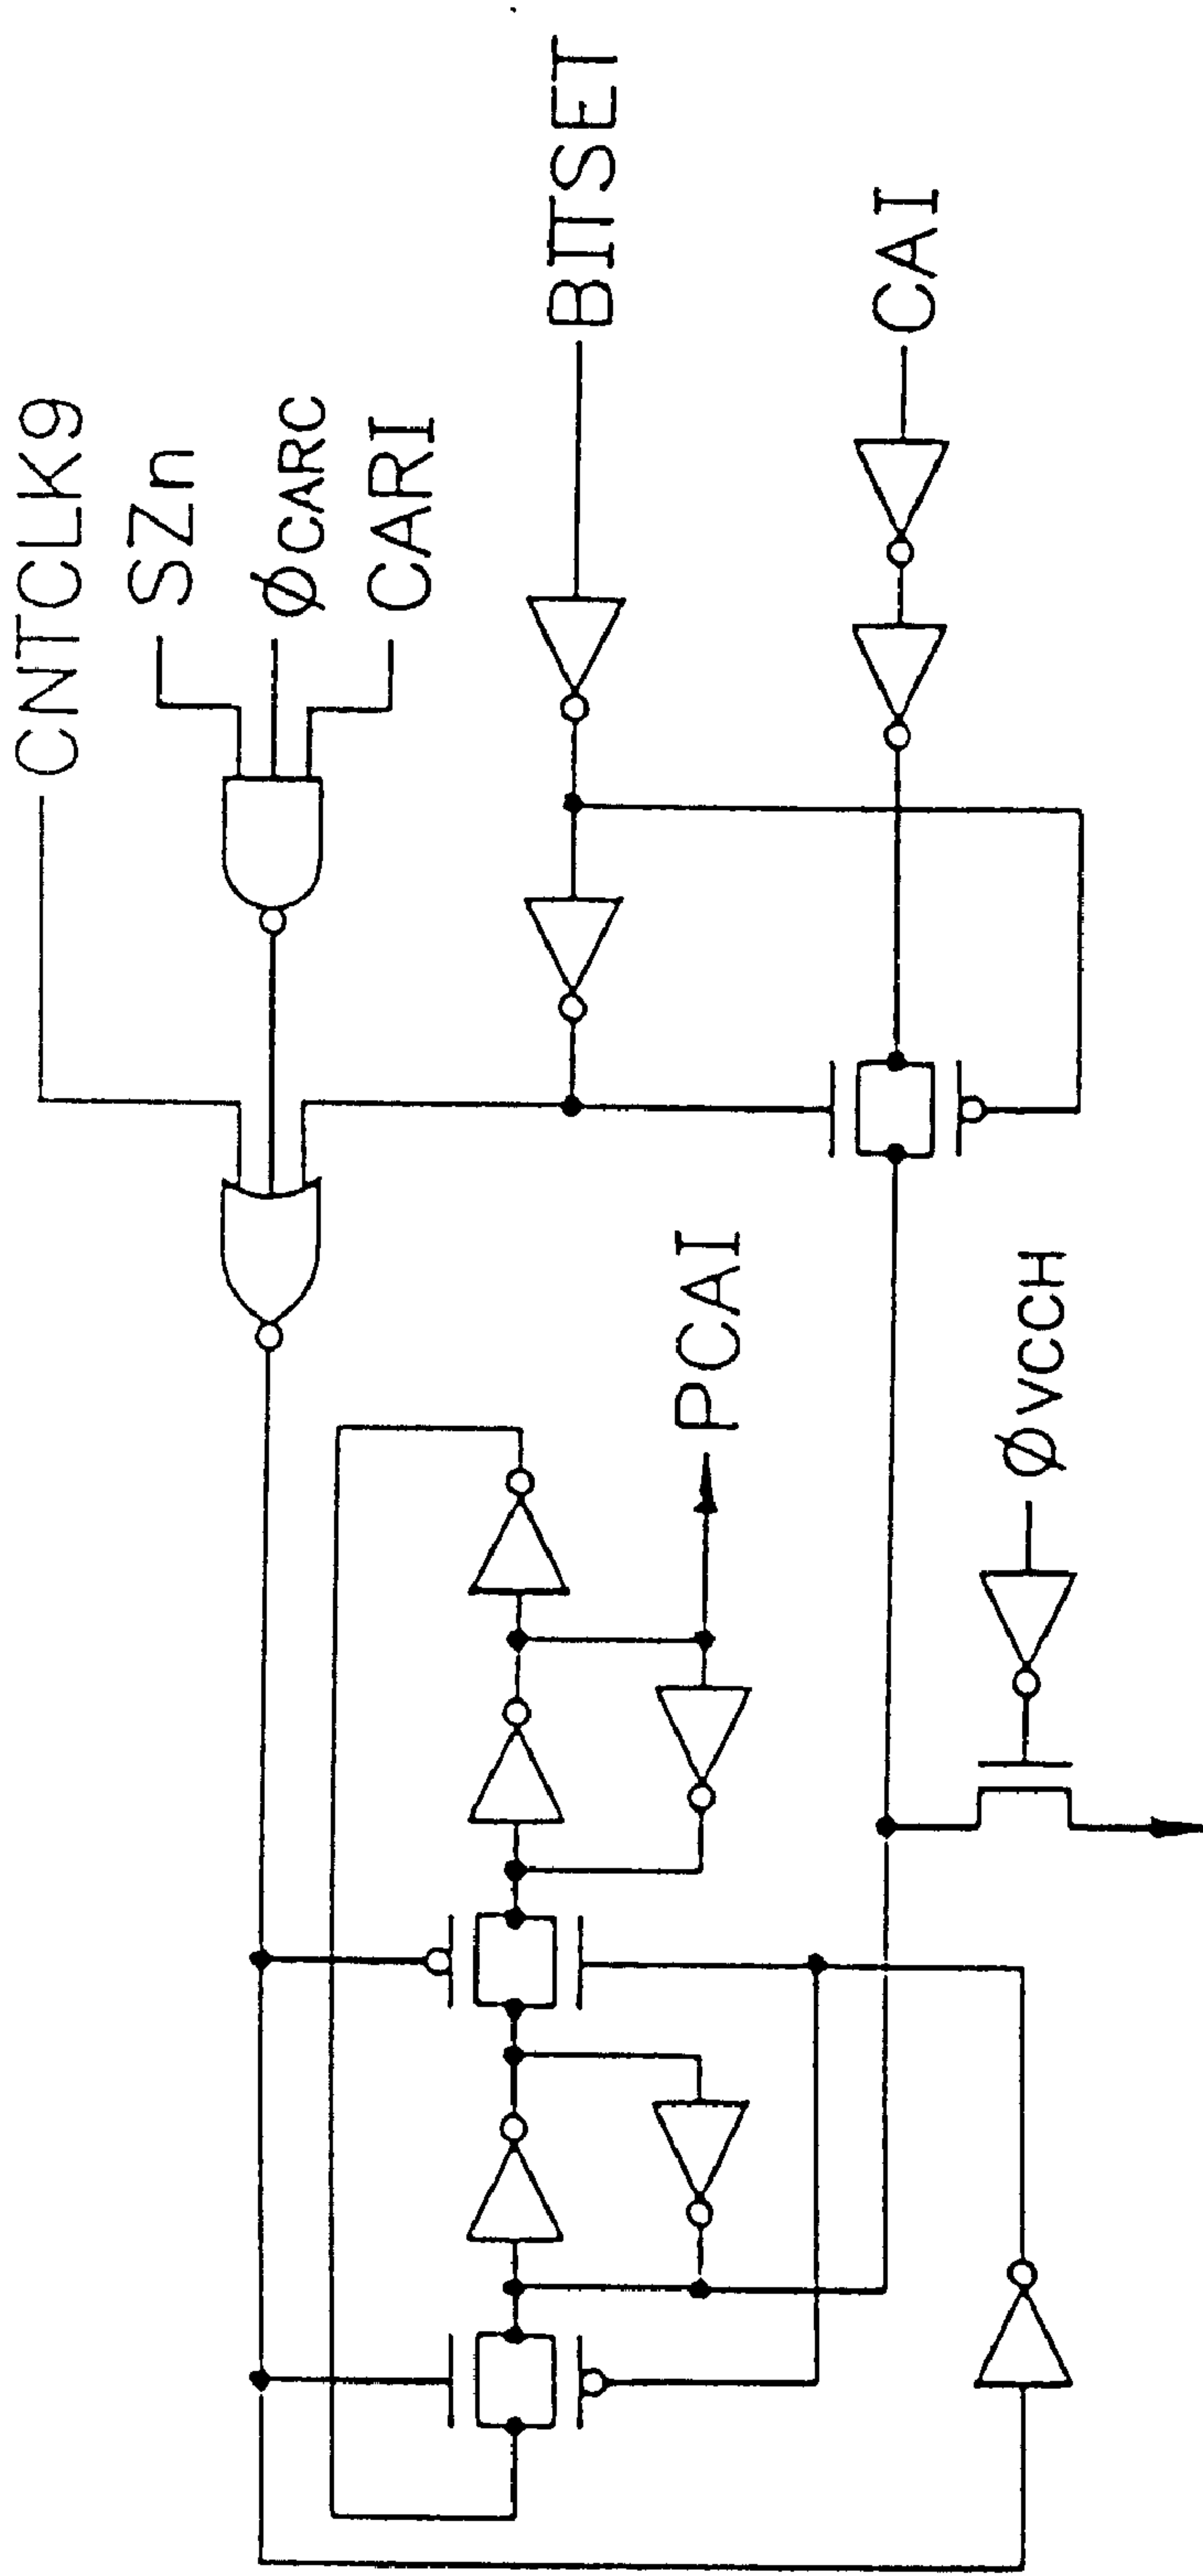 CNTCLK9
SZn
øCARC
CARI
BITSET
CAI
PCAI
øVCCH